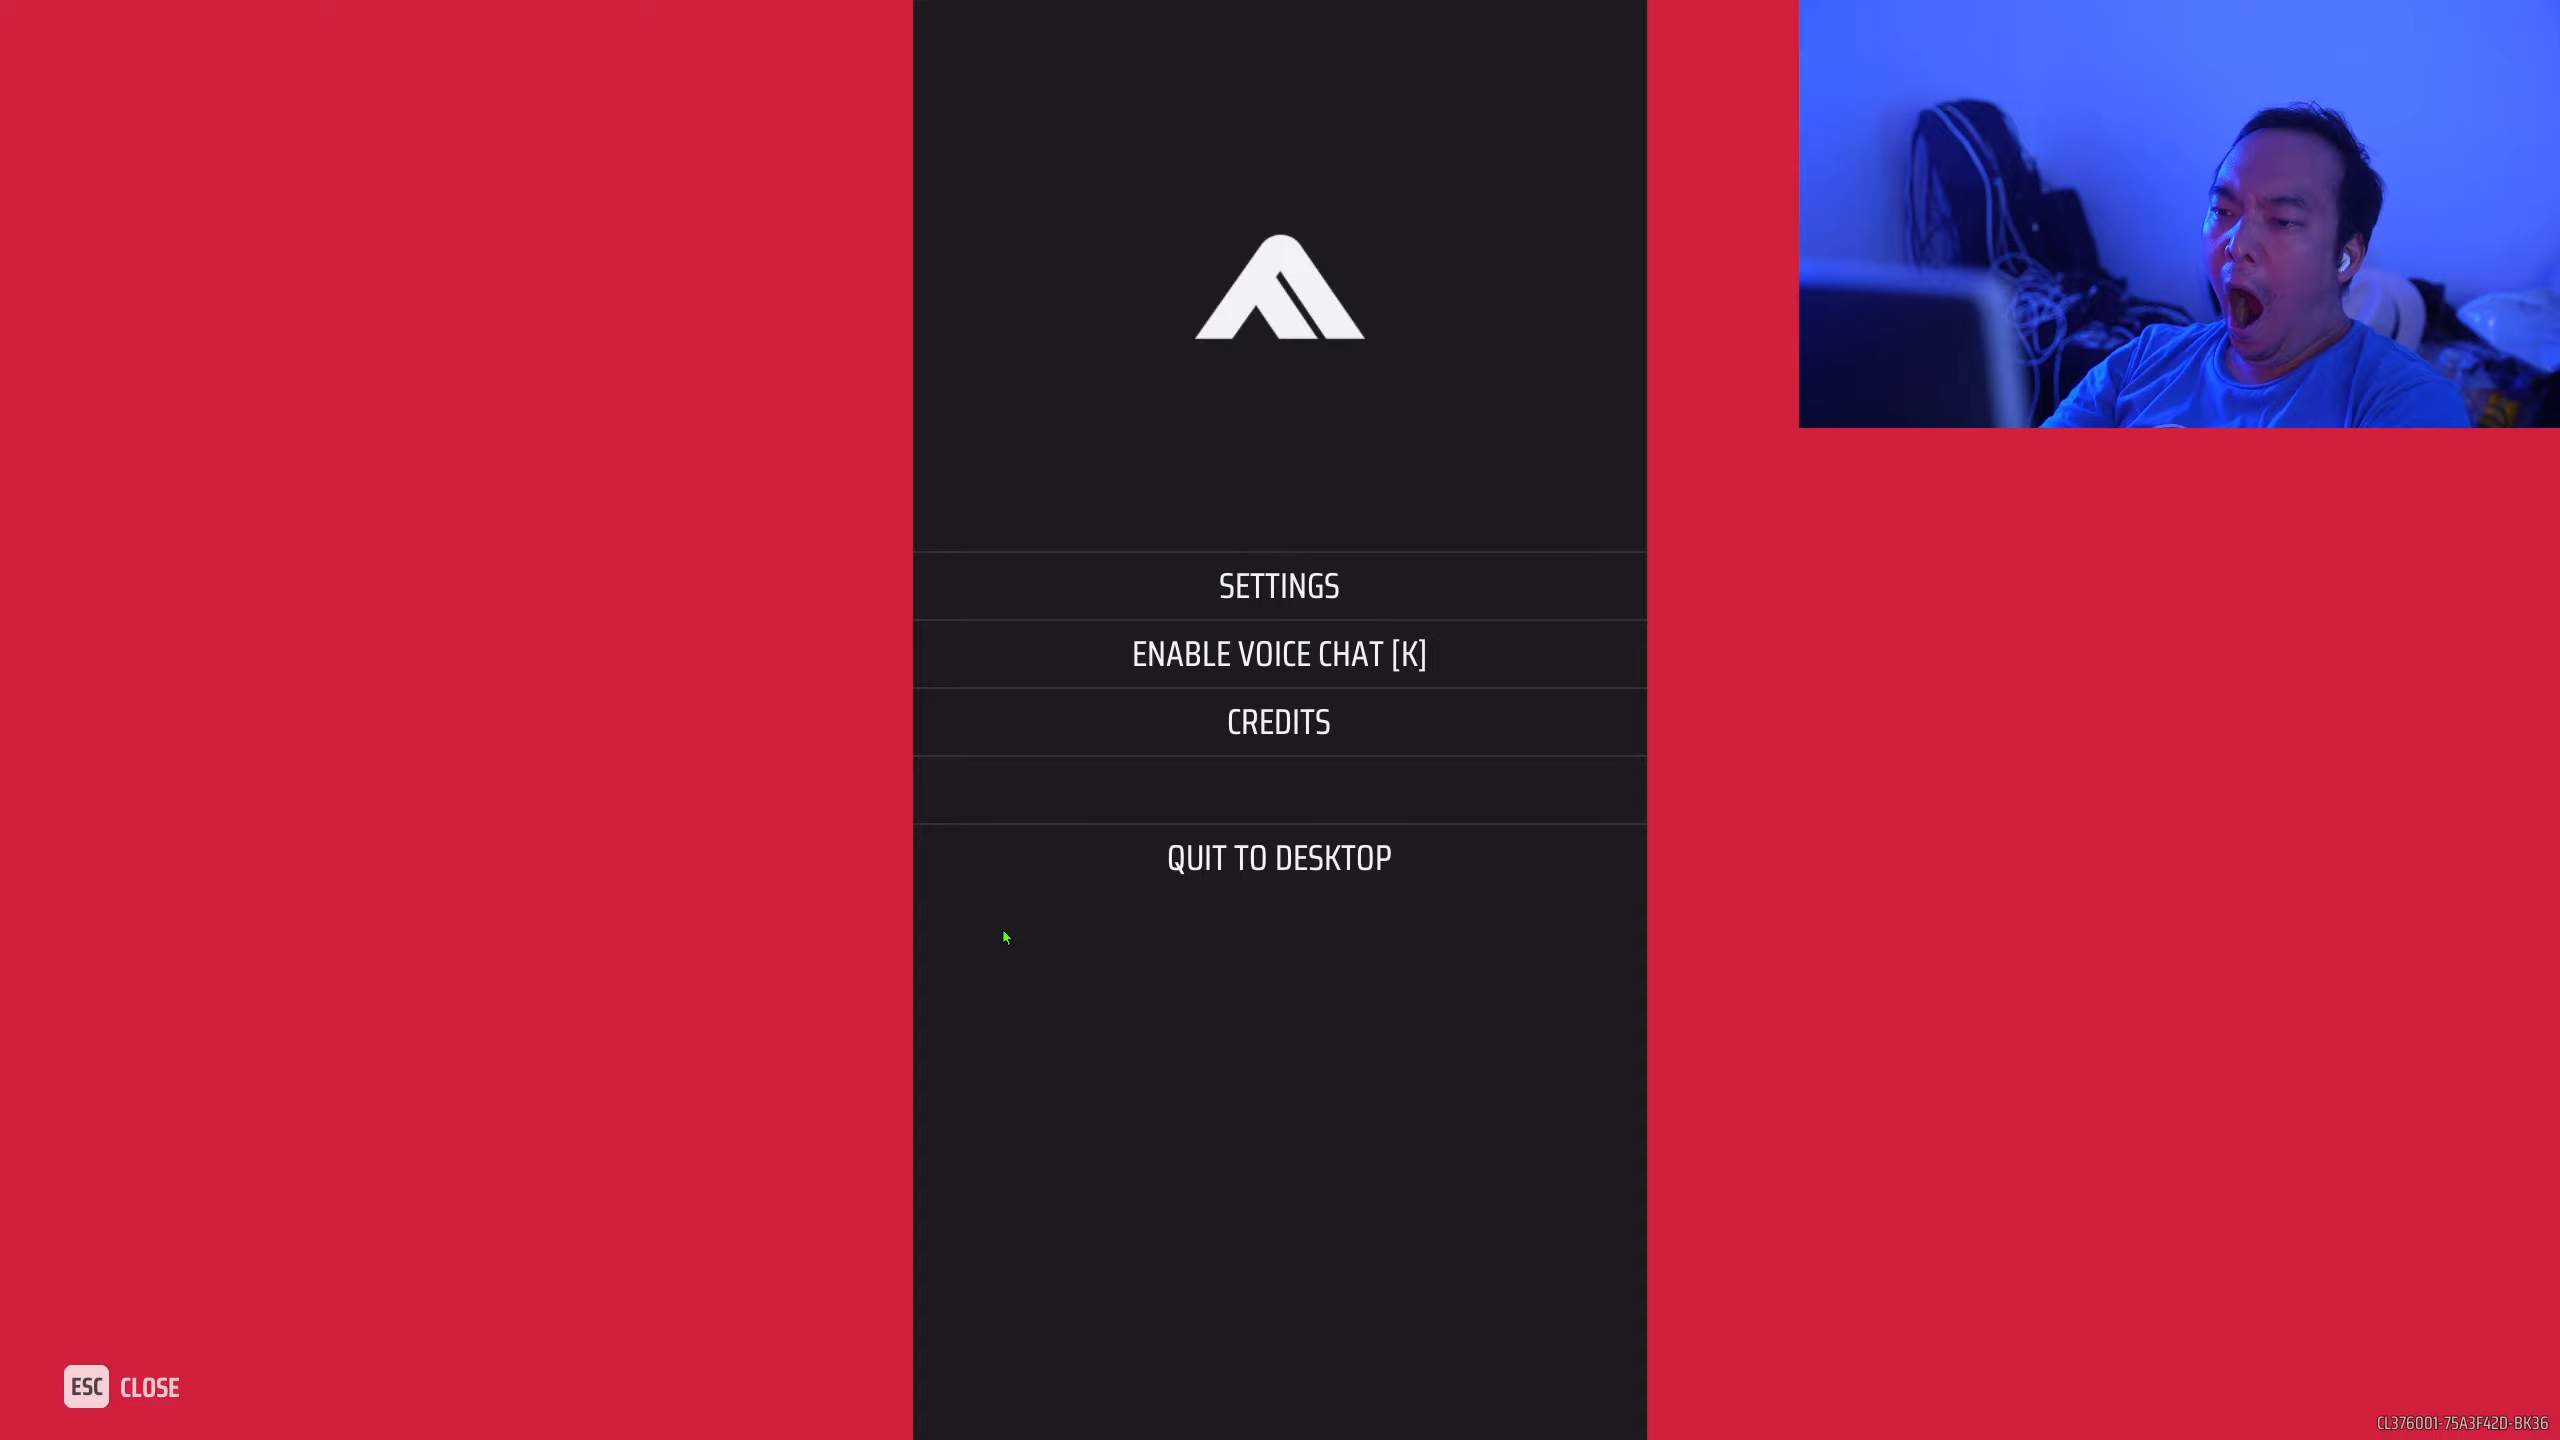 SETTINGS
ENABLE VOICE CHAT [K]
CREDITS
QUIT TO DESKTOP
ESC CLOSE
CL376001-75A3F42D-BK36